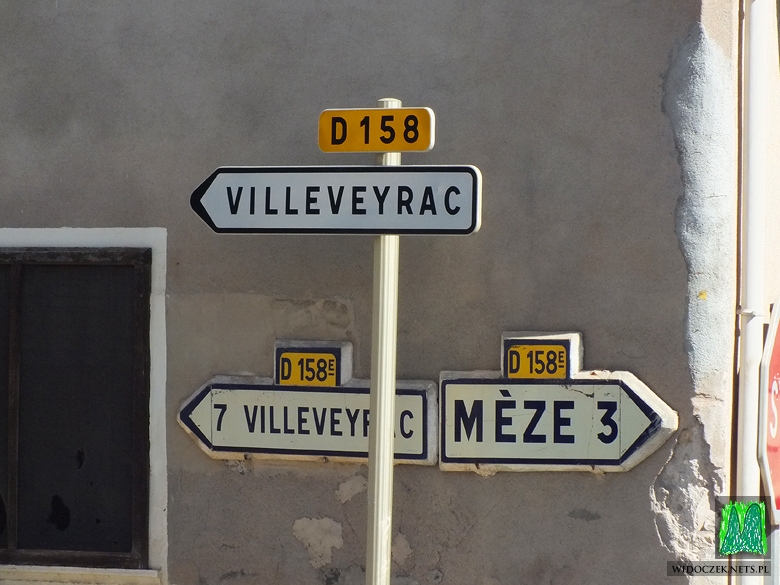 D 158
VILLEVEYRAC
D 158E
7 VILLEVEYRAC
D 158E
MÈZE 3
S
WIDOCZEK.NETS.PL